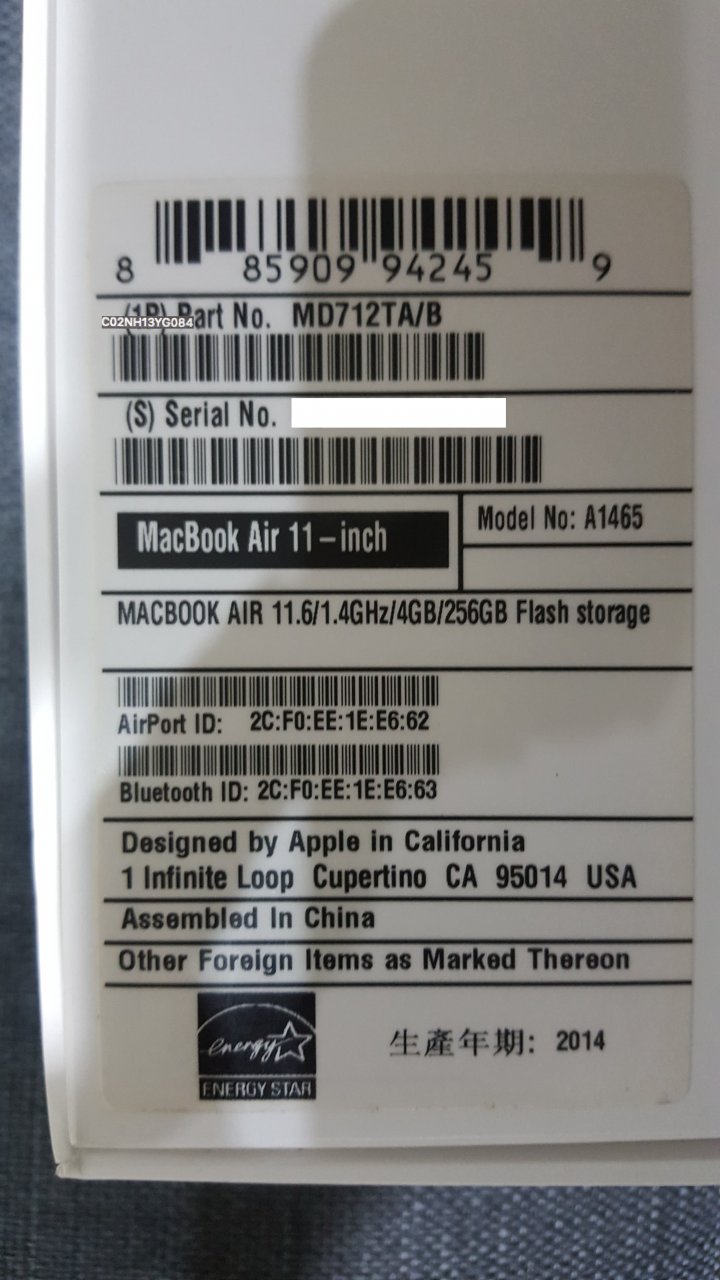 8 85909 94245 9
(1P) Part No. MD712TA/B
C02NH13YG084
(S) Serial No.
MacBook Air 11-inch
Model No: A1465
MACBOOK AIR 11.6/1.4GHz/4GB/256GB Flash storage
AirPort ID: 2C:F0:EE:1E:E6:62
Bluetooth ID: 2C:F0:EE:1E:E6:63
Designed by Apple in California
1 Infinite Loop Cupertino CA 95014 USA
Assembled In China
Other Foreign Items as Marked Thereon
energy
ENERGY STAR
生產年期: 2014